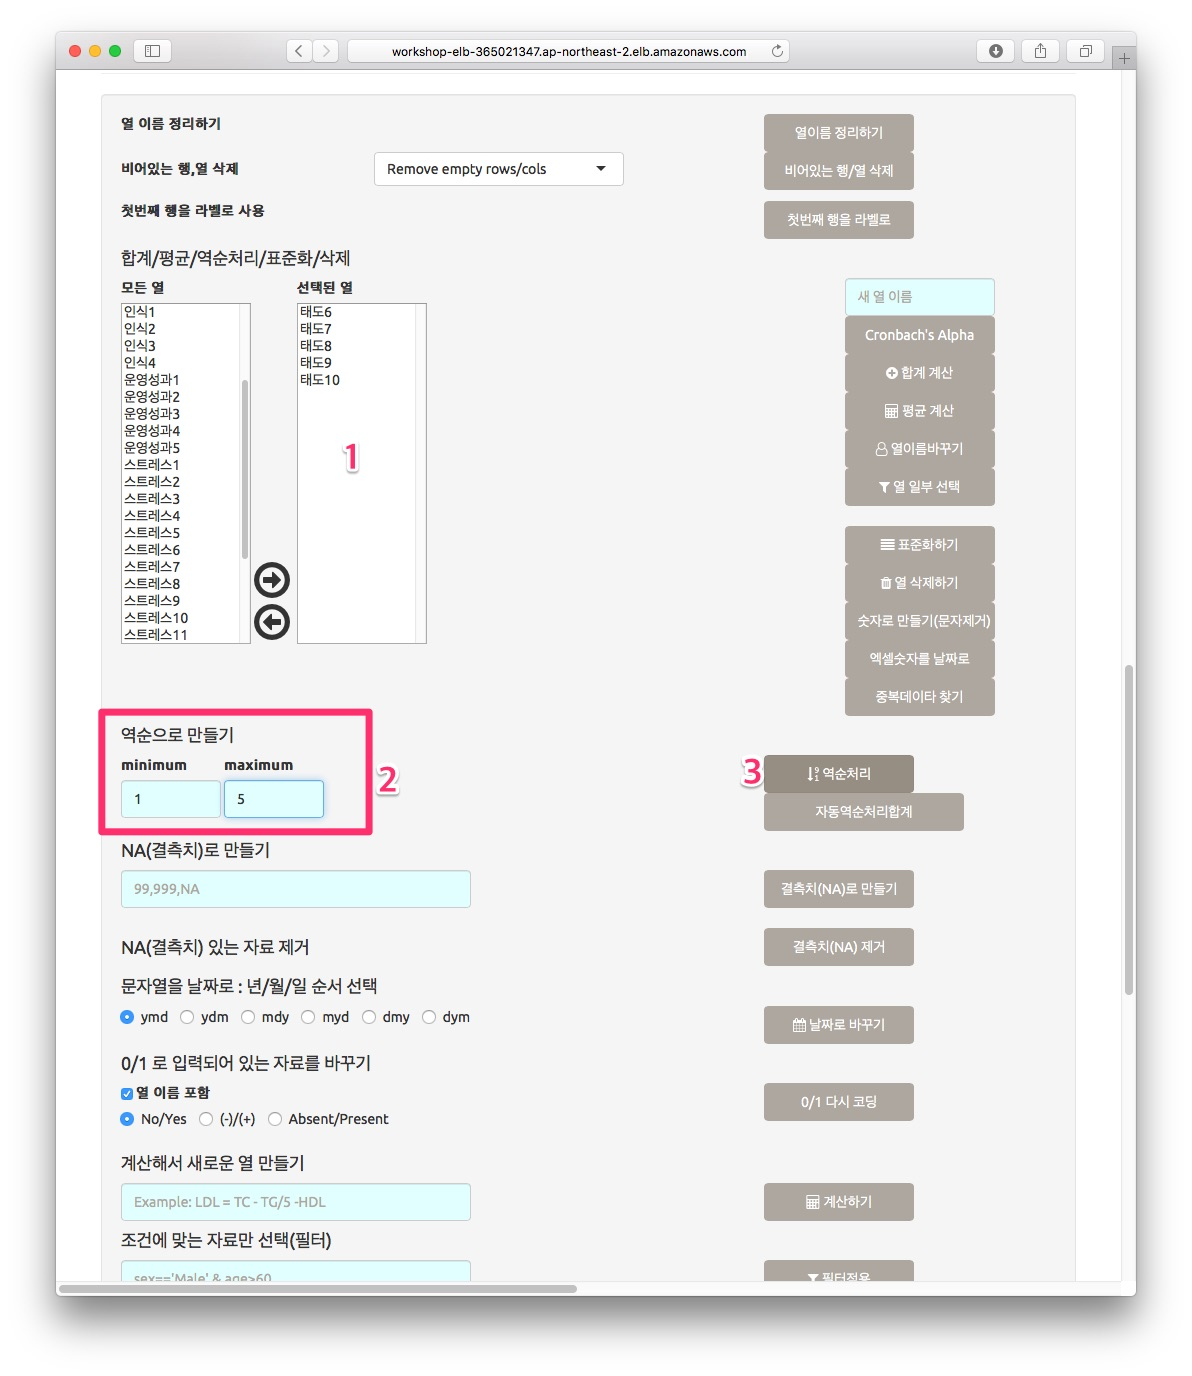 workshop-elb-365021347.ap-northeast-2.elb.amazonaws.com
열 이름 정리하기
열이름 정리하기
비어있는 행,열 삭제
Remove empty rows/cols
비어있는 행/열 삭제
첫번째 행을 라벨로 사용
첫번째 행을 라벨로
합계/평균/역순처리/표준화/삭제
모든 열
인식1
인식2
인식3
인식4
운영성과1
운영성과2
운영성과3
운영성과4
운영성과5
스트레스1
스트레스2
스트레스3
스트레스4
스트레스5
스트레스6
스트레스7
스트레스8
스트레스9
스트레스10
스트레스11
선택된 열
태도6
태도7
태도8
태도9
태도10
1
새 열 이름
Cronbach's Alpha
합계 계산
평균 계산
열이름바꾸기
열 일부 선택
표준화하기
열 삭제하기
숫자로 만들기(문자제거)
엑셀숫자를 날짜로
중복데이타 찾기
역순으로 만들기
minimum maximum
1 5
2
3
역순처리
자동역순처리합계
NA(결측치)로 만들기
99,999,NA
결측치(NA)로 만들기
NA(결측치) 있는 자료 제거
결측치(NA) 제거
문자열을 날짜로 : 년/월/일 순서 선택
ymd ydm mdy myd dmy dym
날짜로 바꾸기
0/1 로 입력되어 있는 자료를 바꾸기
열 이름 포함
No/Yes (-)/(+) Absent/Present
0/1 다시 코딩
계산해서 새로운 열 만들기
Example: LDL = TC - TG/5 -HDL
계산하기
조건에 맞는 자료만 선택(필터)
sex=='Male' & age>60
필터적용